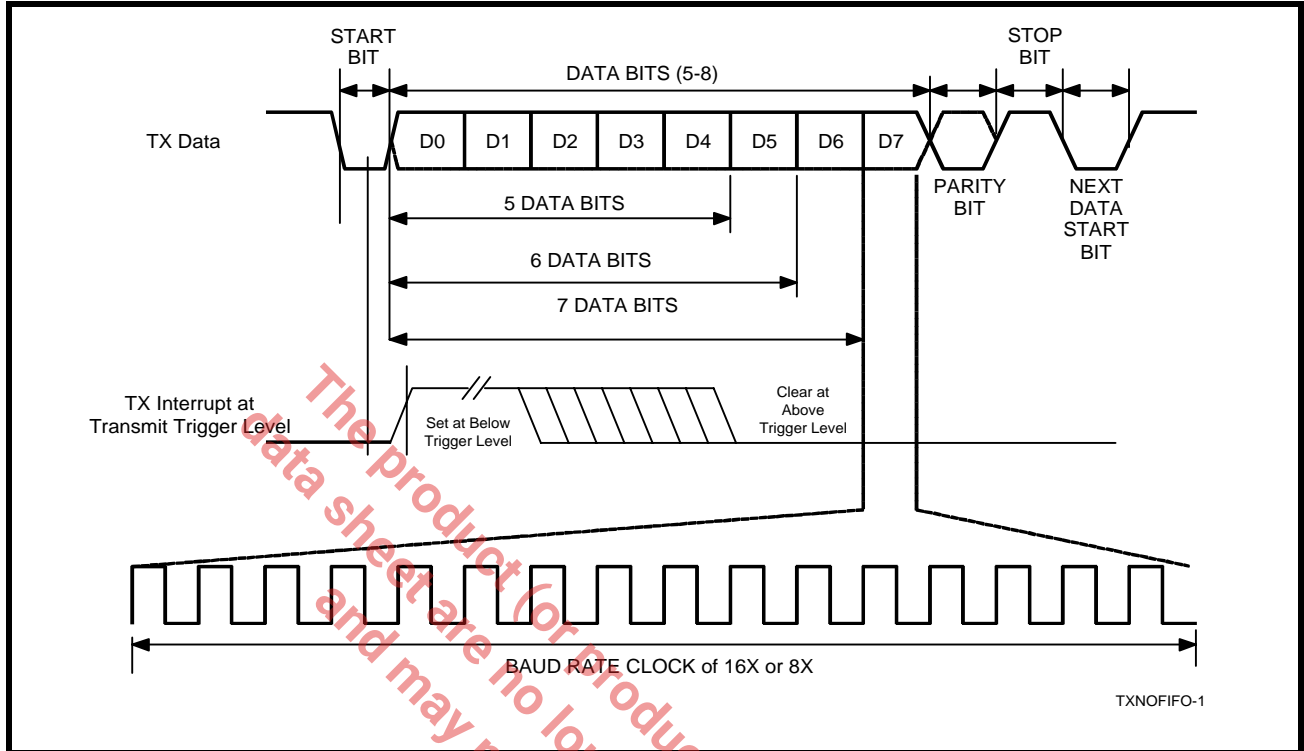 START
BIT
STOP
BIT
DATA BITS (5-8)
TX Data
D0 D1 D2 D3 D4 D5 D6 D7
PARITY
BIT
NEXT
DATA
START
BIT
5 DATA BITS
6 DATA BITS
7 DATA BITS
TX Interrupt at
Transmit Trigger Level
Set at Below
Trigger Level
Clear at
Above
Trigger Level
BAUD RATE CLOCK of 16X or 8X
TXNOFIFO-1
The product (or produc
data sheet are no lon
and may n